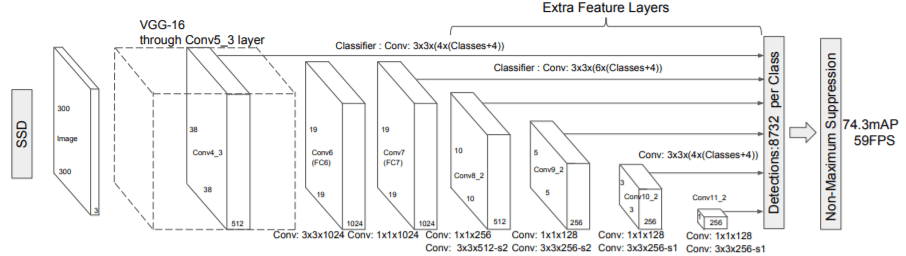 Extra Feature Layers
VGG-16
through Conv5_3 layer
Classifier : Conv: 3x3x(4x(Classes+4))
Classifier : Conv: 3x3x(6x(Classes+4))
SSD
300
Image
300
3
38
Conv4_3
38
512
19
Conv6
(FC6)
19
1024
19
Conv7
(FC7)
19
1024
10
Conv8_2
10
512
5
Conv9_2
5
256
Conv: 3x3x(4x(Classes+4))
3
Conv10_2
3
256
Conv11_2
1
256
Detections:8732 per Class
Non-Maximum Suppression
74.3mAP
59FPS
Conv: 3x3x1024
Conv: 1x1x1024
Conv: 1x1x256
Conv: 3x3x512-s2
Conv: 1x1x128
Conv: 3x3x256-s2
Conv: 1x1x128
Conv: 3x3x256-s1
Conv: 1x1x128
Conv: 3x3x256-s1